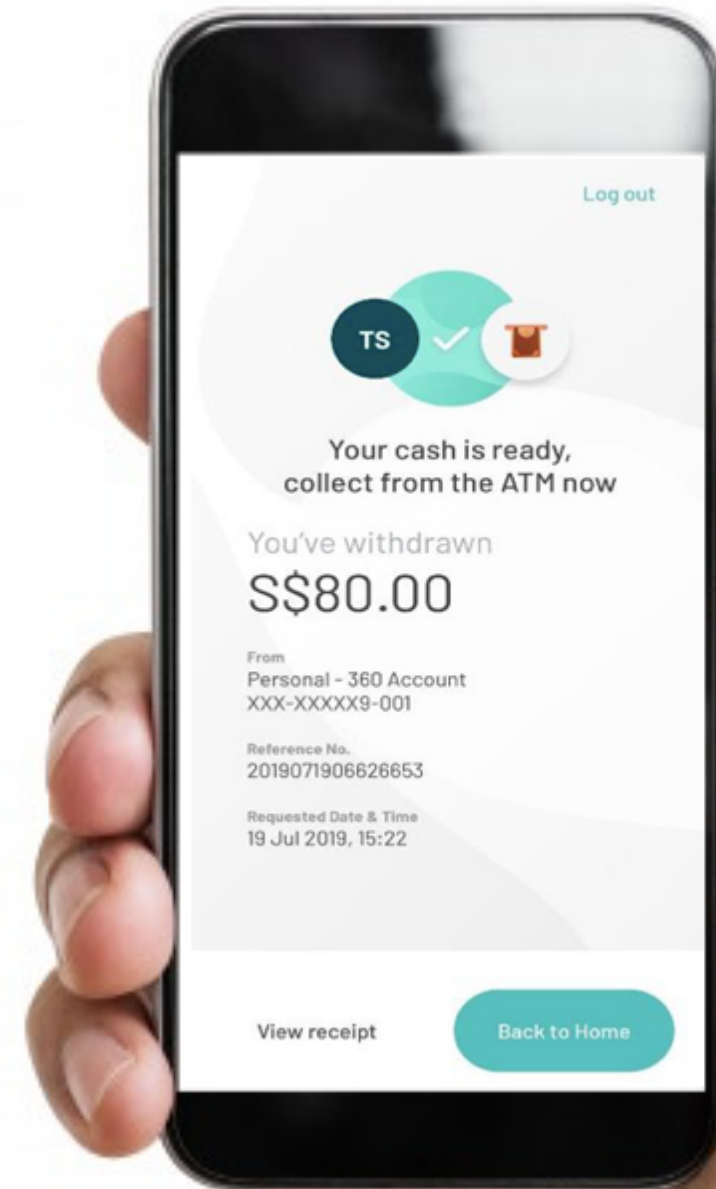 Log out
TS
Your cash is ready,
collect from the ATM now
You've withdrawn
S$80.00
From
Personal - 360 Account
XXX-XXXXX9-001
Reference No.
2019071906626653
Requested Date & Time
19 Jul 2019, 15:22
View receipt
Back to Home